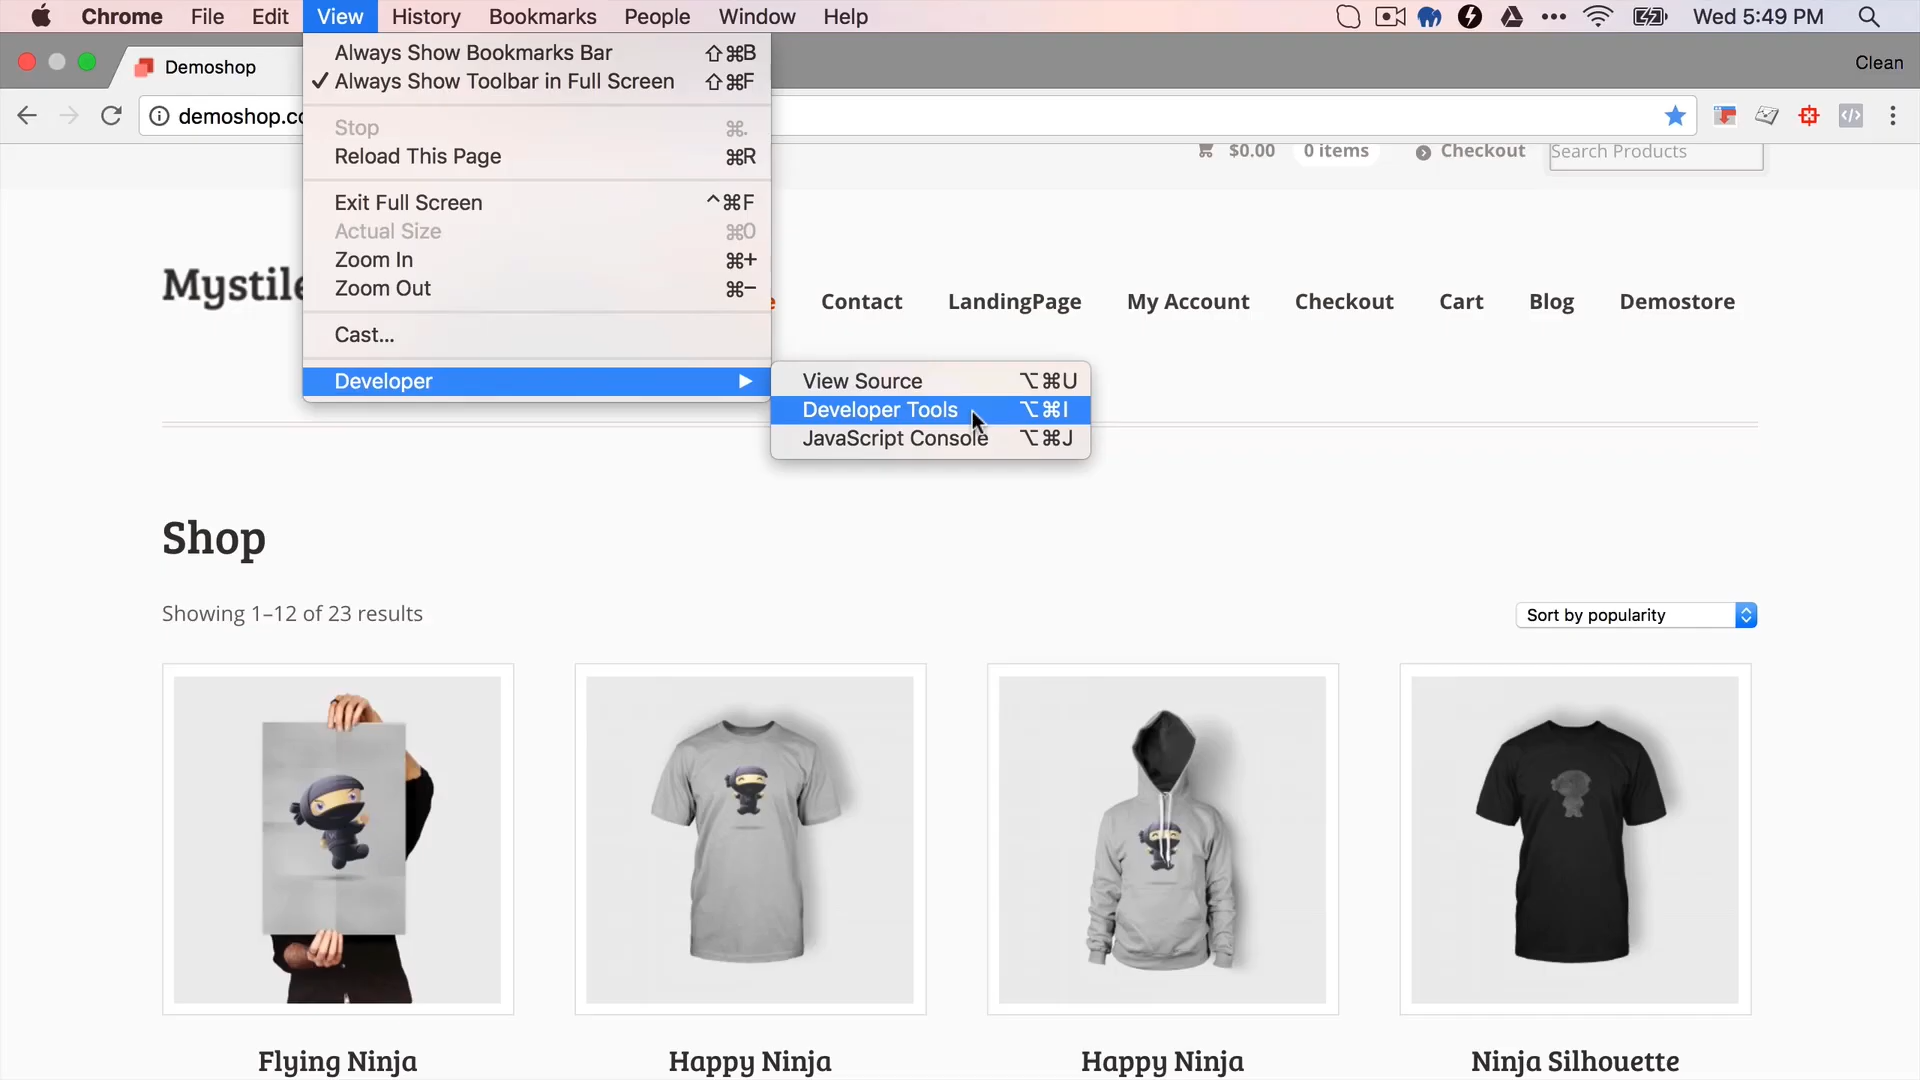 Chrome File Edit View History Bookmarks People Window Help Wed 5:49 PM
Demoshop Clean
demoshop.co
Always Show Bookmarks Bar ⇧⌘B
✓ Always Show Toolbar in Full Screen ⇧⌘F
Stop ⌘.
Reload This Page ⌘R
Exit Full Screen ^⌘F
Actual Size ⌘0
Zoom In ⌘+
Zoom Out ⌘−
Cast...
Developer ▶
View Source ⌥⌘U
Developer Tools ⌥⌘I
JavaScript Console ⌥⌘J
$0.00 0 items Checkout Search Products
Mystile
Contact LandingPage My Account Checkout Cart Blog Demostore
Shop
Showing 1–12 of 23 results Sort by popularity
Flying Ninja Happy Ninja Happy Ninja Ninja Silhouette